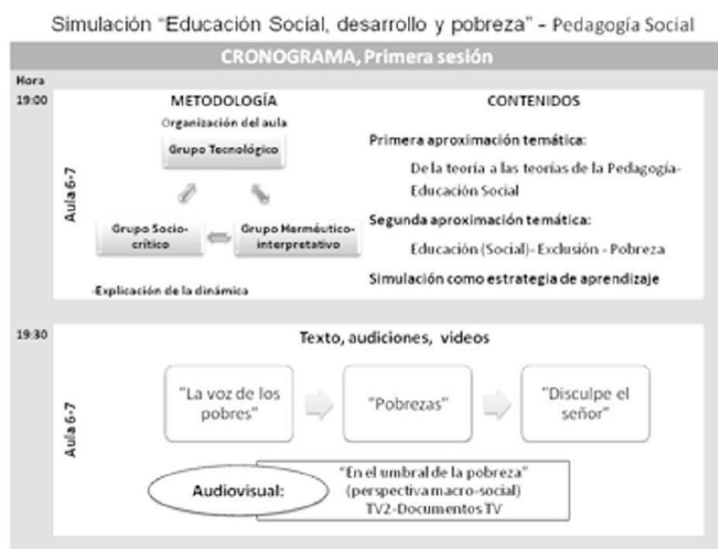 Simulación "Educación Social, desarrollo y pobreza" - Pedagogía Social
CRONOGRAMA, Primera sesión
Hora
19:00
Aula 6-7
METODOLOGÍA
Organización del aula
Grupo Tecnológico
Grupo Socio-
crítico
Grupo Herméutico-
interpretativo
-Explicación de la dinámica
CONTENIDOS
Primera aproximación temática:
De la teoría a las teorías de la Pedagogía-
Educación Social
Segunda aproximación temática:
Educación (Social)- Exclusión - Pobreza
Simulación como estrategia de aprendizaje
19:30
Aula 6-7
Texto, audiciones, videos
"La voz de los
pobres"
"Pobrezas"
"Disculpe el
señor"
Audiovisual:
"En el umbral de la pobreza"
(perspectiva macro-social)
TV2-Documentos TV